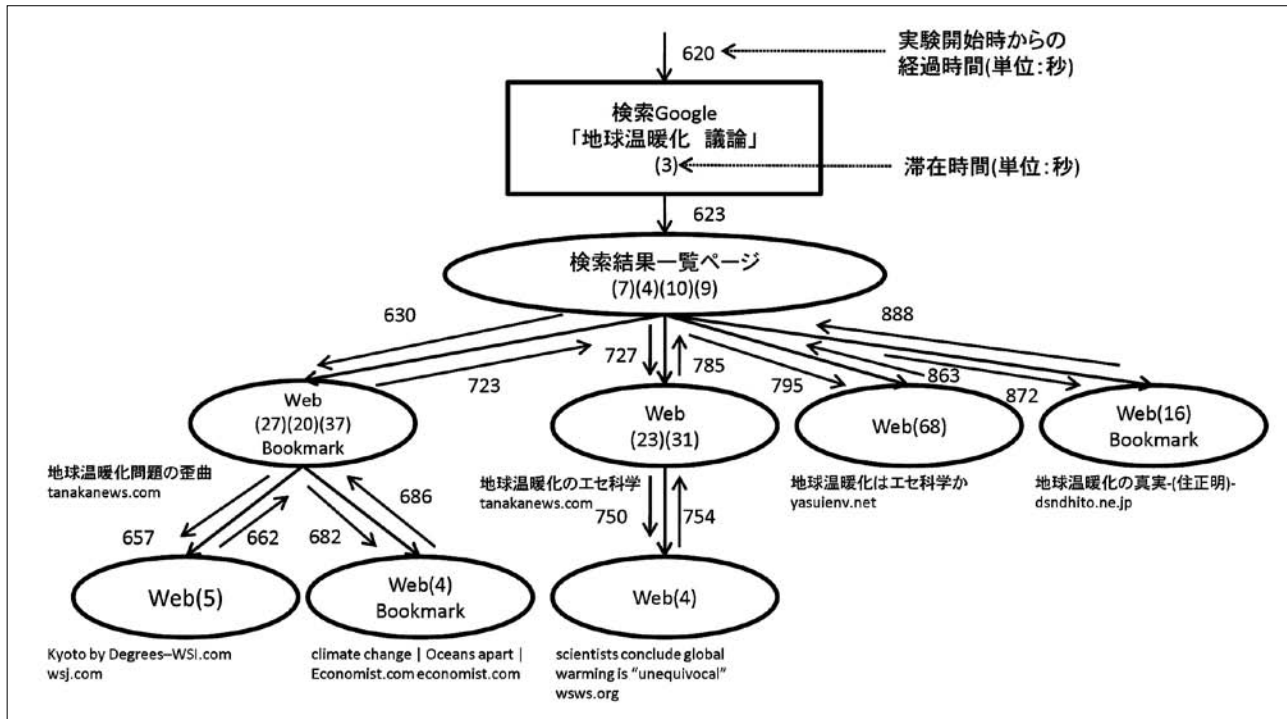 620
実験開始時からの
経過時間(単位:秒)
検索Google
「地球温暖化 議論」
(3)
滞在時間(単位:秒)
623
検索結果一覧ページ
(7)(4)(10)(9)
630
723
727
785
795
863
872
888
Web
(27)(20)(37)
Bookmark
地球温暖化問題の歪曲
tanakanews.com
Web
(23)(31)
地球温暖化のエセ科学
tanakanews.com
Web(68)
地球温暖化はエセ科学か
yasuienv.net
Web(16)
Bookmark
地球温暖化の真実-(住正明)-
dsndhito.ne.jp
657
662
682
686
750
754
Web(5)
Kyoto by Degrees–WSI.com
wsj.com
Web(4)
Bookmark
climate change | Oceans apart |
Economist.com economist.com
Web(4)
scientists conclude global
warming is “unequivocal”
wsws.org